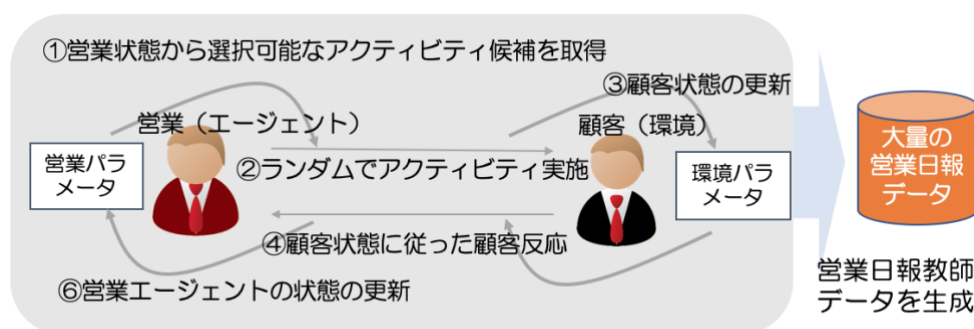 ①営業状態から選択可能なアクティビティ候補を取得
③顧客状態の更新
営業（エージェント）
顧客（環境）
営業パラ
メータ
②ランダムでアクティビティ実施
環境パラ
メータ
④顧客状態に従った顧客反応
⑥営業エージェントの状態の更新
大量の
営業日報
データ
営業日報教師
データを生成